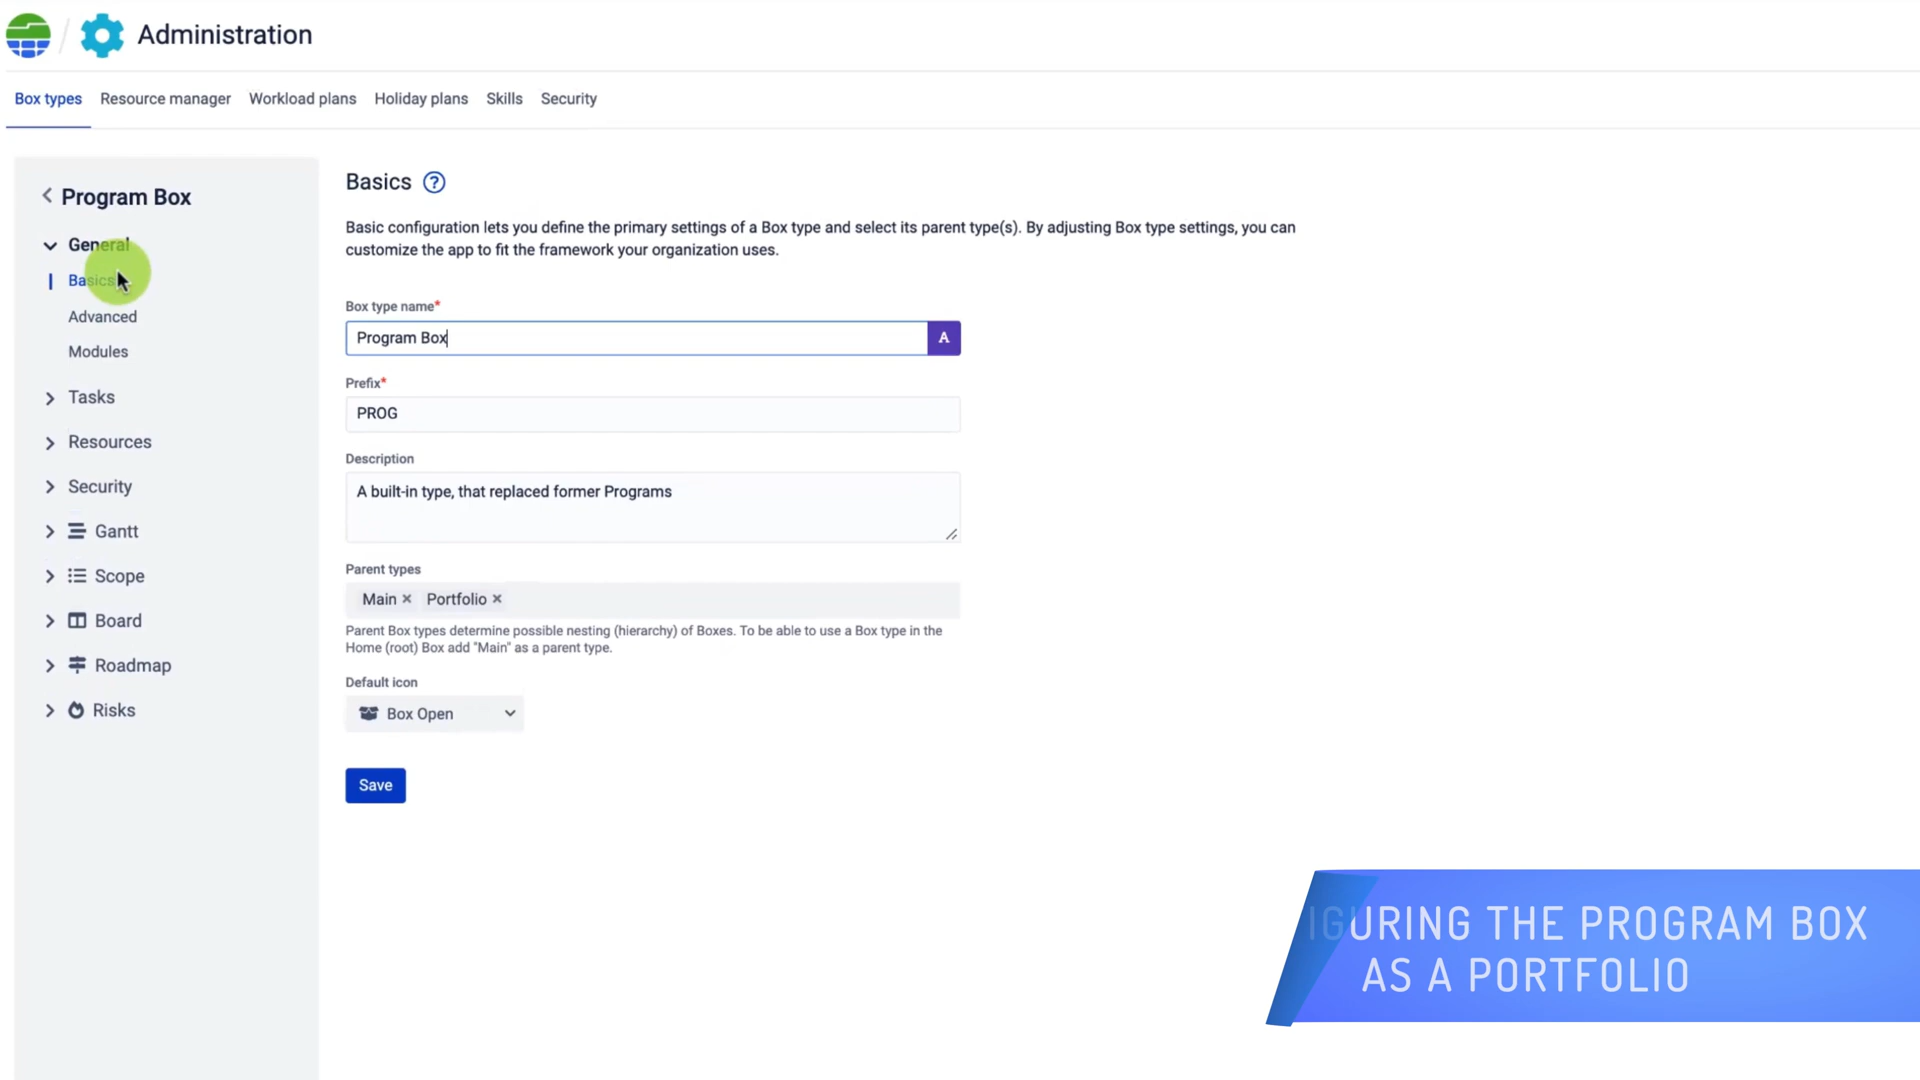 Administration
Box types Resource manager Workload plans Holiday plans Skills Security
Program Box
General
Basics
Advanced
Modules
Tasks
Resources
Security
Gantt
Scope
Board
Roadmap
Risks
Basics ?
Basic configuration lets you define the primary settings of a Box type and select its parent type(s). By adjusting Box type settings, you can
customize the app to fit the framework your organization uses.
Box type name*
Program Box A
Prefix*
PROG
Description
A built-in type, that replaced former Programs
Parent types
Main × Portfolio ×
Parent Box types determine possible nesting (hierarchy) of Boxes. To be able to use a Box type in the
Home (root) Box add "Main" as a parent type.
Default icon
Box Open
Save
IGURING THE PROGRAM BOX
AS A PORTFOLIO